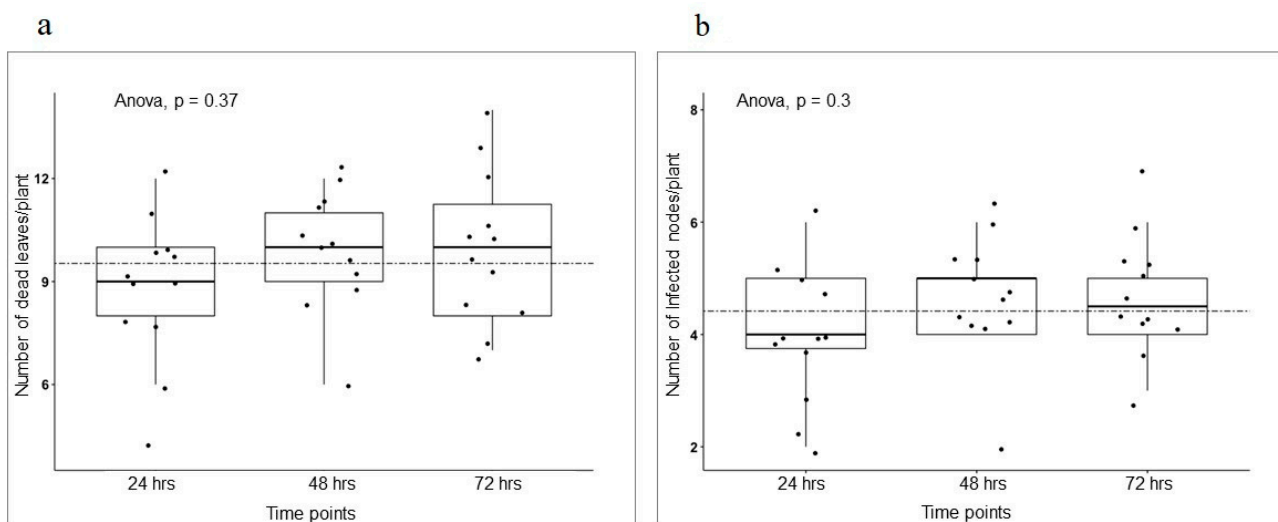 a
Anova, p = 0.37
Number of dead leaves/plant
12
9
6
24 hrs
48 hrs
72 hrs
Time points
b
Anova, p = 0.3
Number of Infected nodes/plant
8
6
4
2
24 hrs
48 hrs
72 hrs
Time points